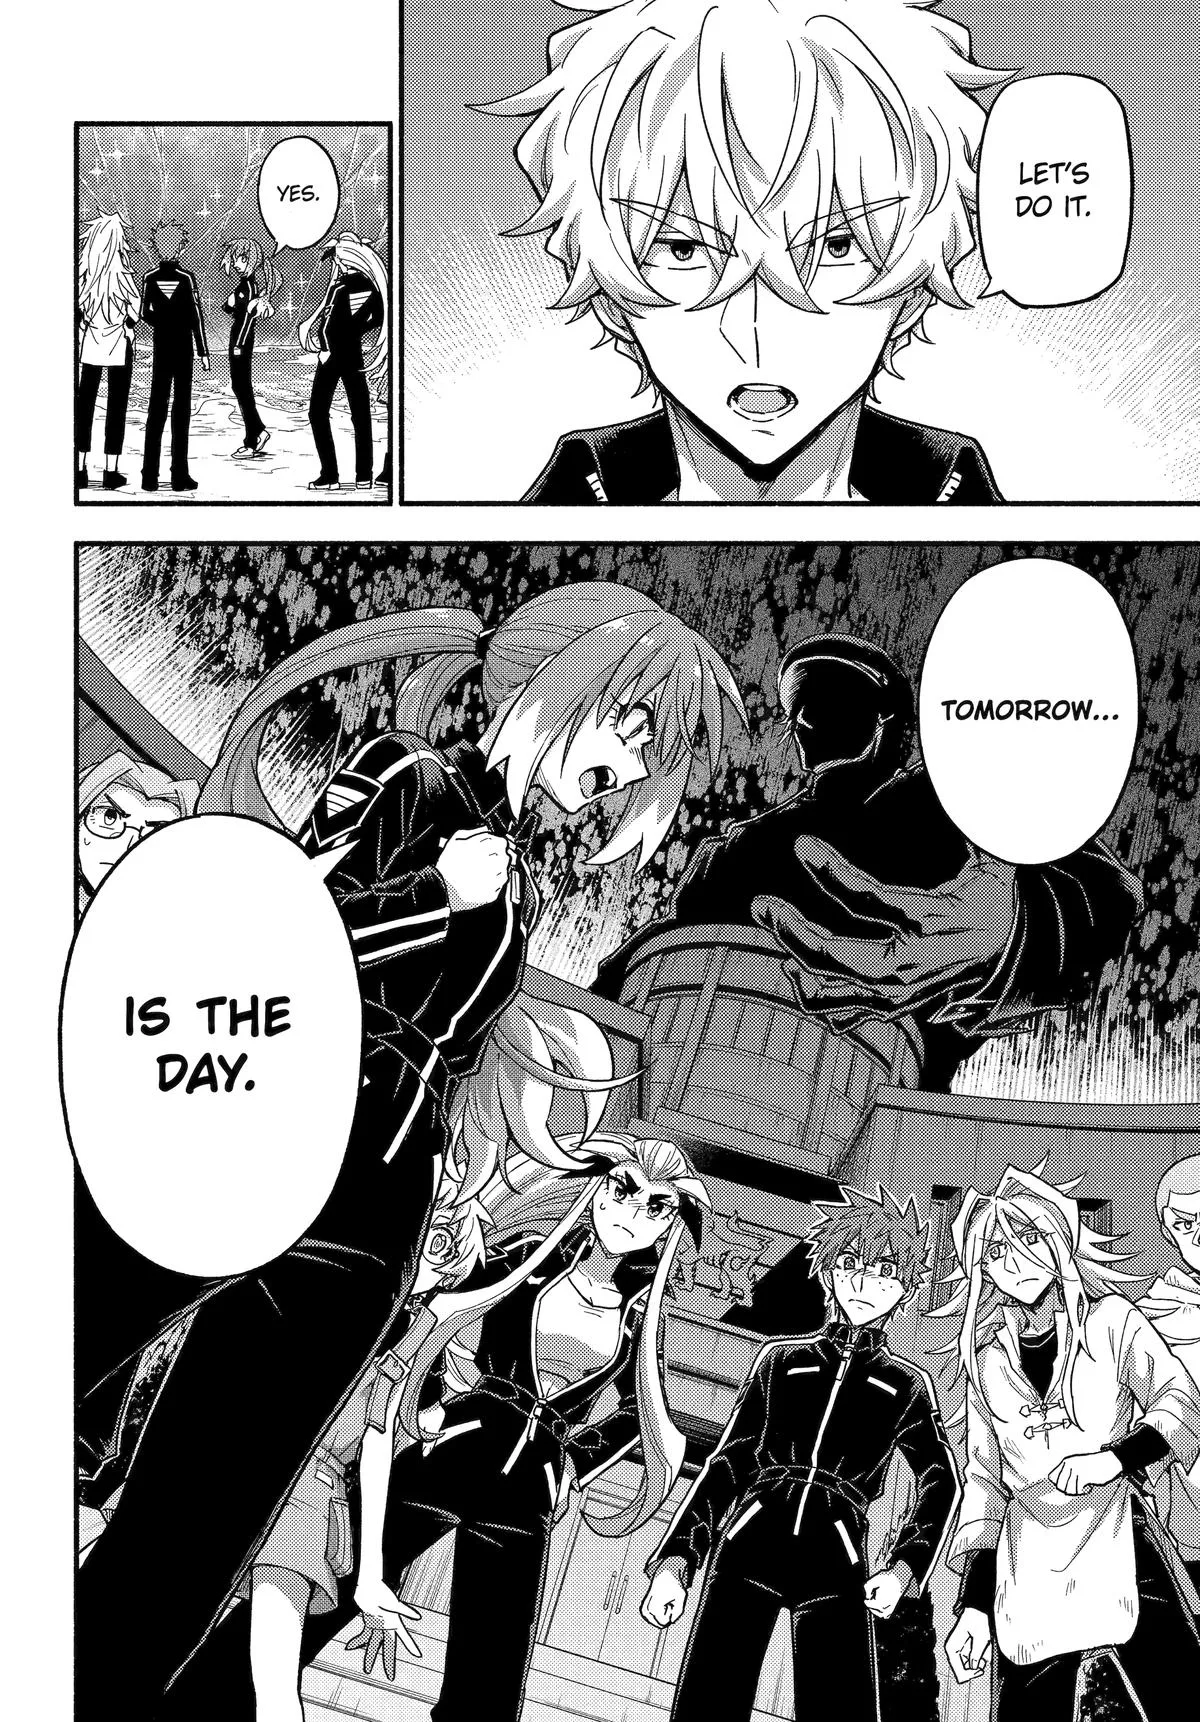 LET'S
DO IT.
YES.
TOMORROW...
IS THE
DAY.